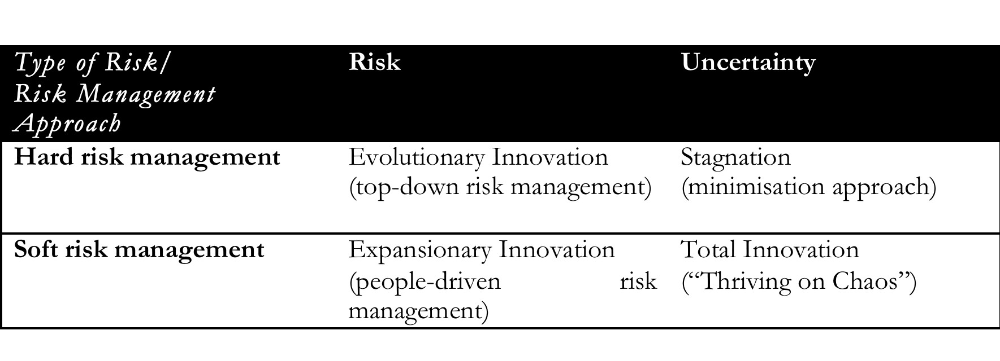 Type of Risk/ Risk Uncertainty
Risk Management
Approach
Hard risk management Evolutionary Innovation Stagnation
(top-down risk management) (minimisation approach)
Soft risk management Expansionary Innovation Total Innovation
(people-driven risk (“Thriving on Chaos”)
management)